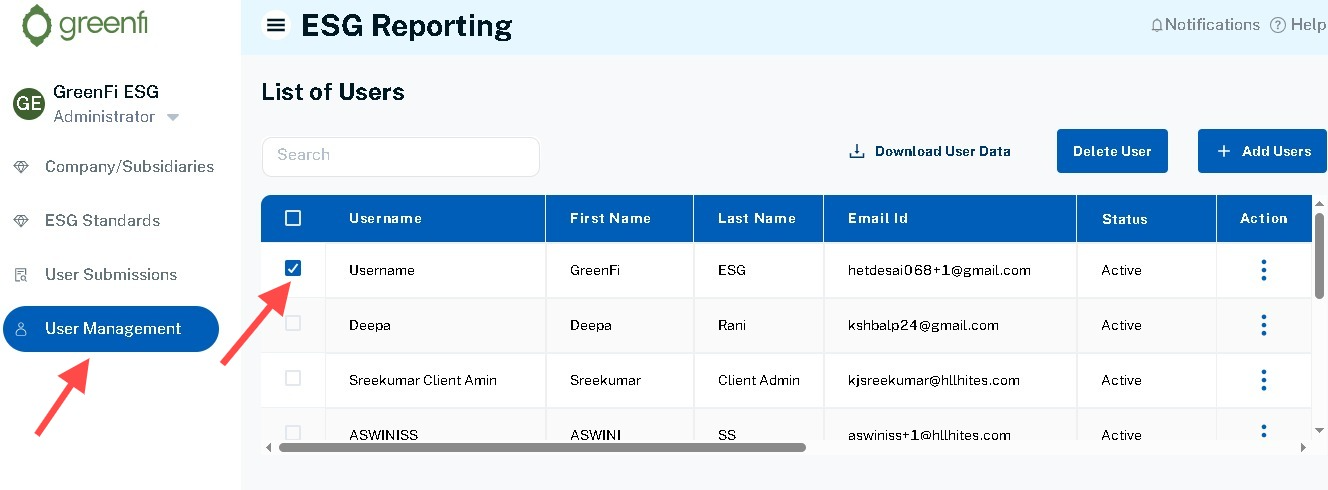 greenfi
ESG Reporting
Notifications
Help
GE
GreenFi ESG
Administrator
Company/Subsidiaries
ESG Standards
User Submissions
User Management
List of Users
Search
Download User Data
Delete User
+ Add Users
Username First Name Last Name Email Id Status Action
Username GreenFi ESG hetdesai068+1@gmail.com Active
Deepa Deepa Rani kshbalp24@gmail.com Active
Sreekumar Client Amin Sreekumar Client Admin kjsreekumar@hllhites.com Active
ASWINISS ASWINI SS aswiniss+1@hllhites.com Active